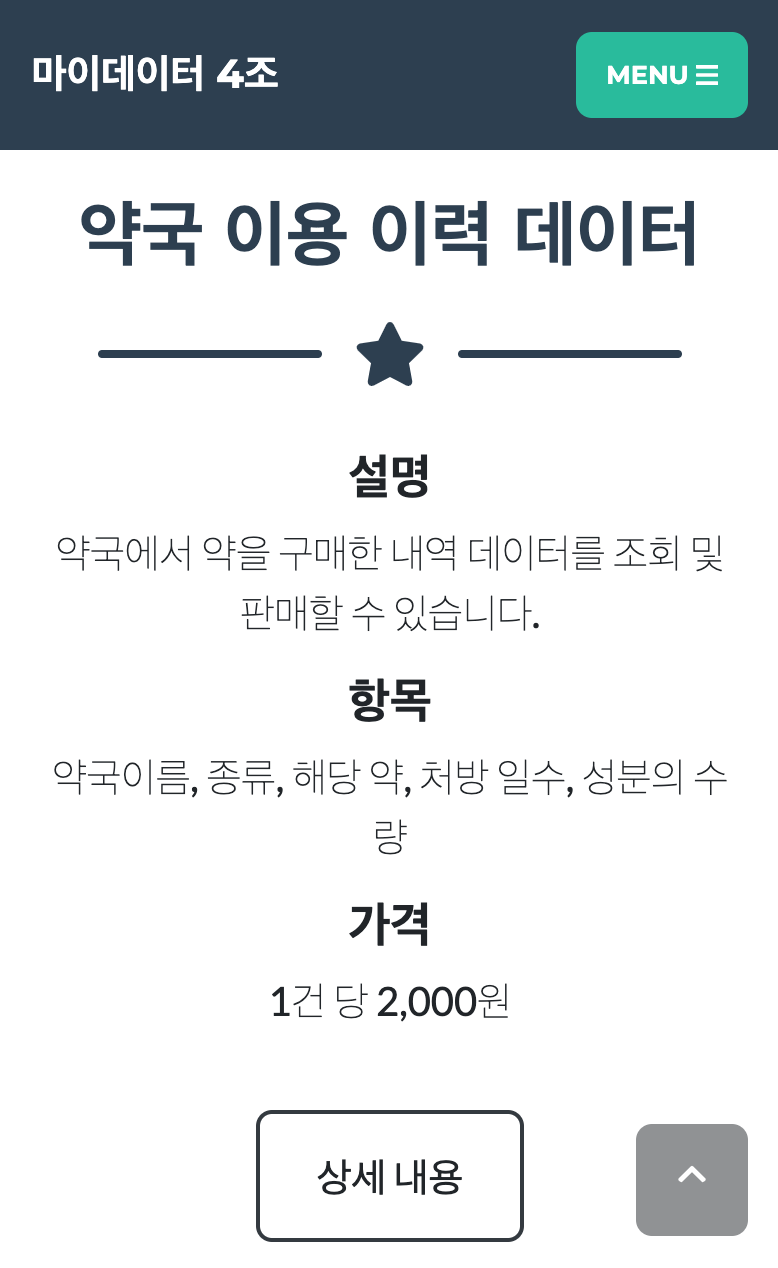 마이데이터 4조
MENU
약국 이용 이력 데이터
설명
약국에서 약을 구매한 내역 데이터를 조회 및
판매할 수 있습니다.
항목
약국이름, 종류, 해당 약, 처방 일수, 성분의 수
량
가격
1건 당 2,000원
상세 내용